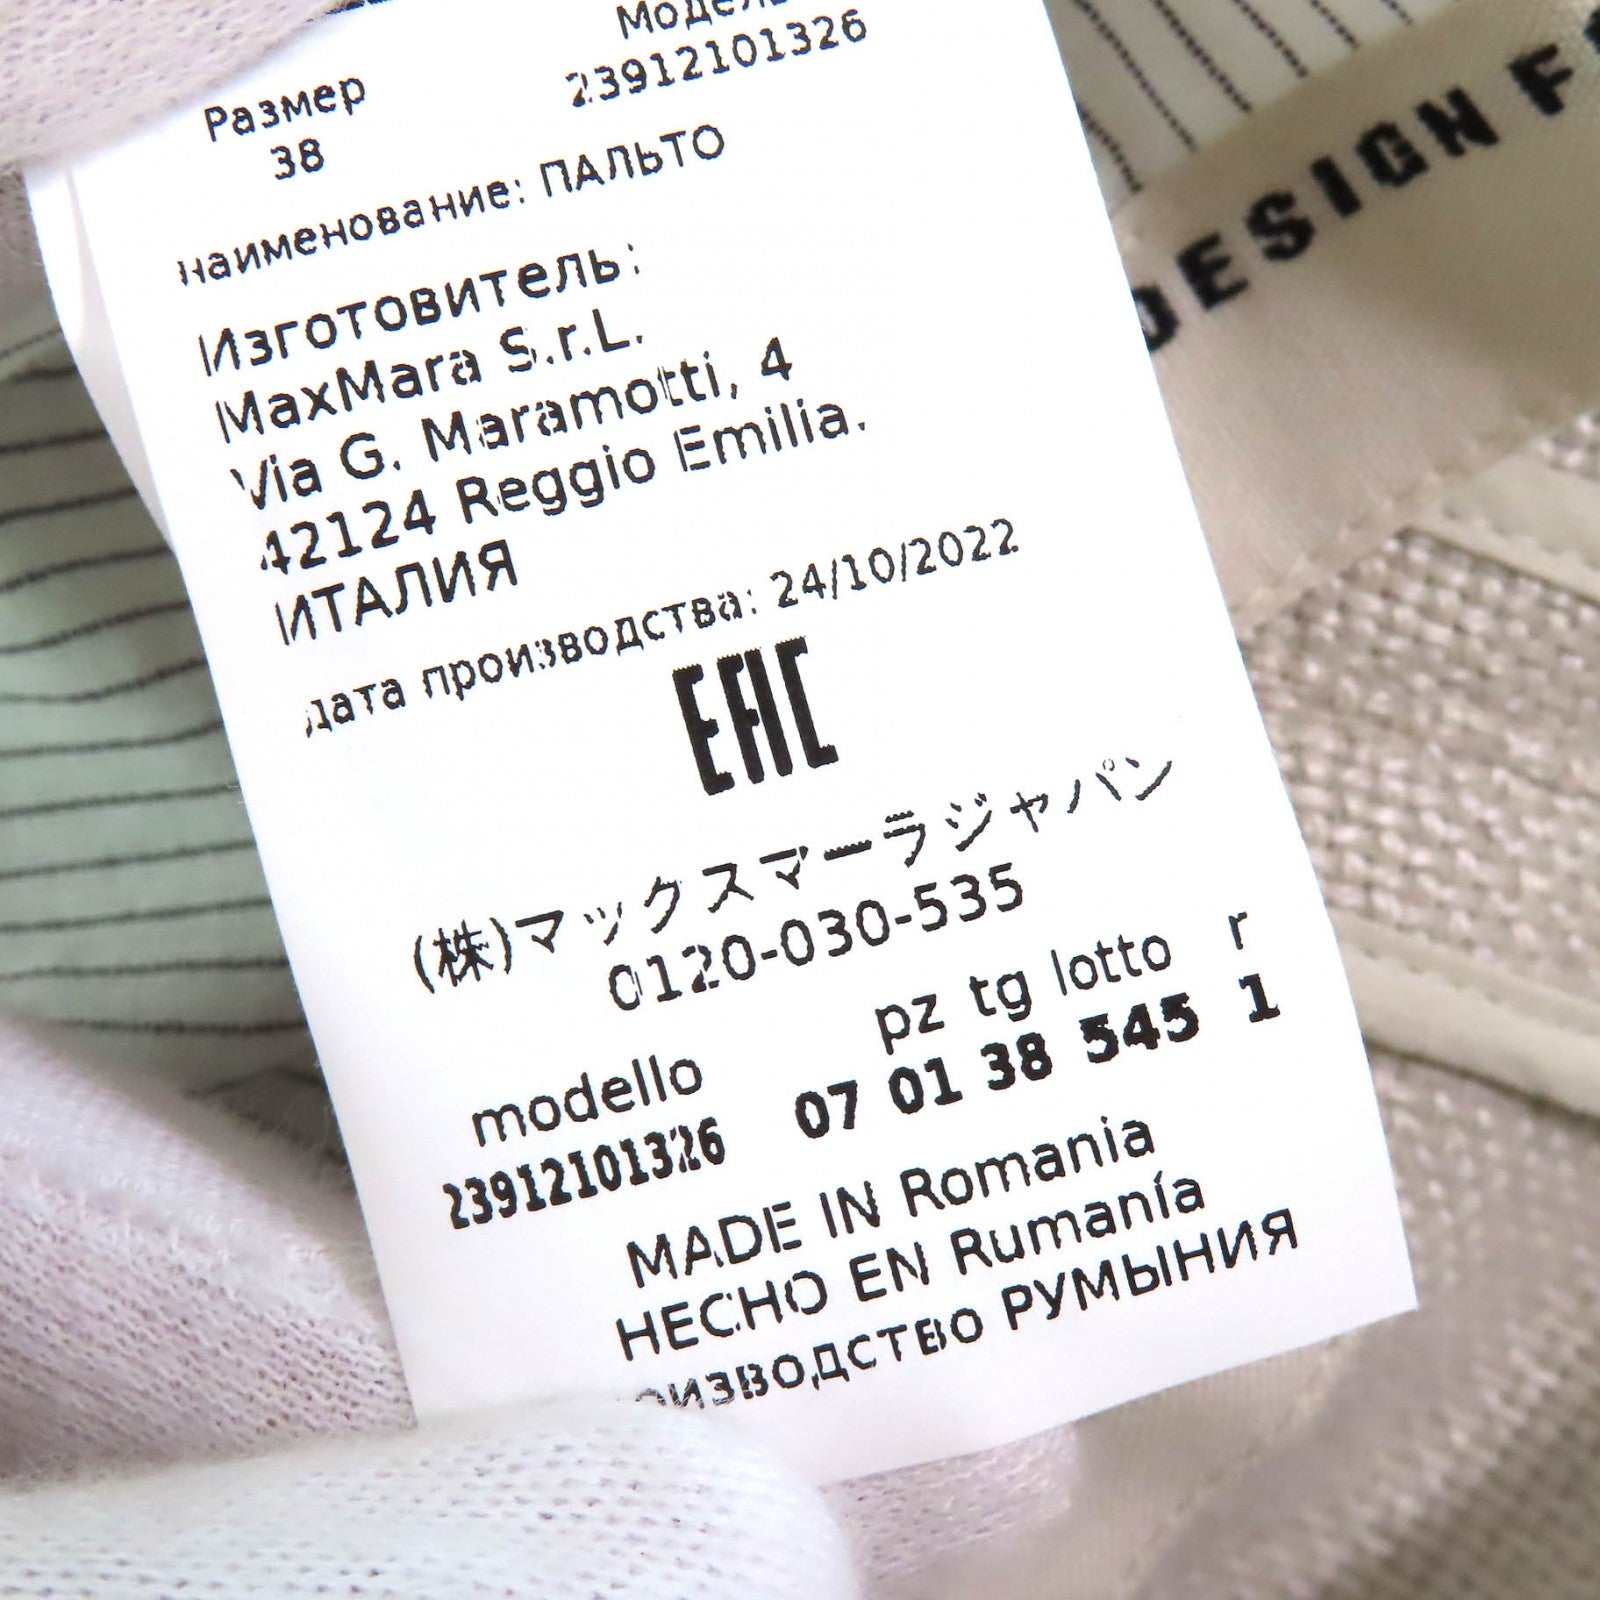 Размер
38
Модель
23912101326
наименование: ПАЛЬТО
Изготовитель:
MaxMara S.r.L.
Via G. Maramotti, 4
42124 Reggio Emilia.
ИТАЛИЯ
дата производства: 24/10/2022
EAC
(株)マックスマーラジャパン
0120-030-535
pz tg lotto r
07 01 38 545 1
modello
23912101326
MADE IN Romania
HECHO EN Rumanía
РУМЫНИЯ
DESIGN